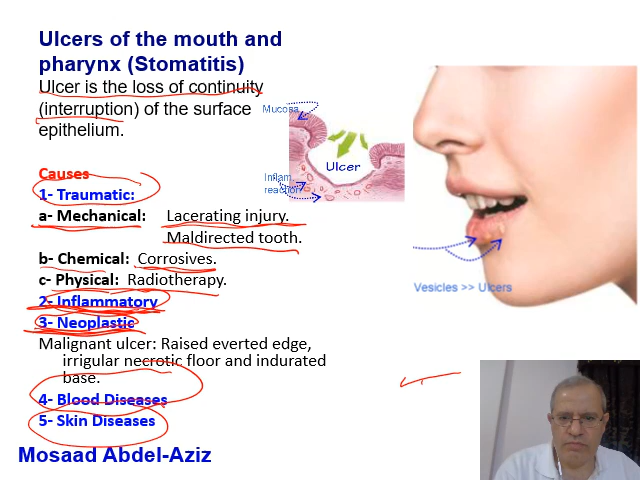 Ulcers of the mouth and
pharynx (Stomatitis)
Ulcer is the loss of continuity
(interruption) of the surface
epithelium.
Mucosa
Ulcer
Inflam.
reaction
Causes
1- Traumatic:
a- Mechanical: Lacerating injury.
Maldirected tooth.
b- Chemical: Corrosives.
c- Physical: Radiotherapy.
2- Inflammatory
3- Neoplastic
Malignant ulcer: Raised everted edge,
irrigular necrotic floor and indurated
base.
4- Blood Diseases
5- Skin Diseases
Vesicles >> Ulcers
Mosaad Abdel-Aziz